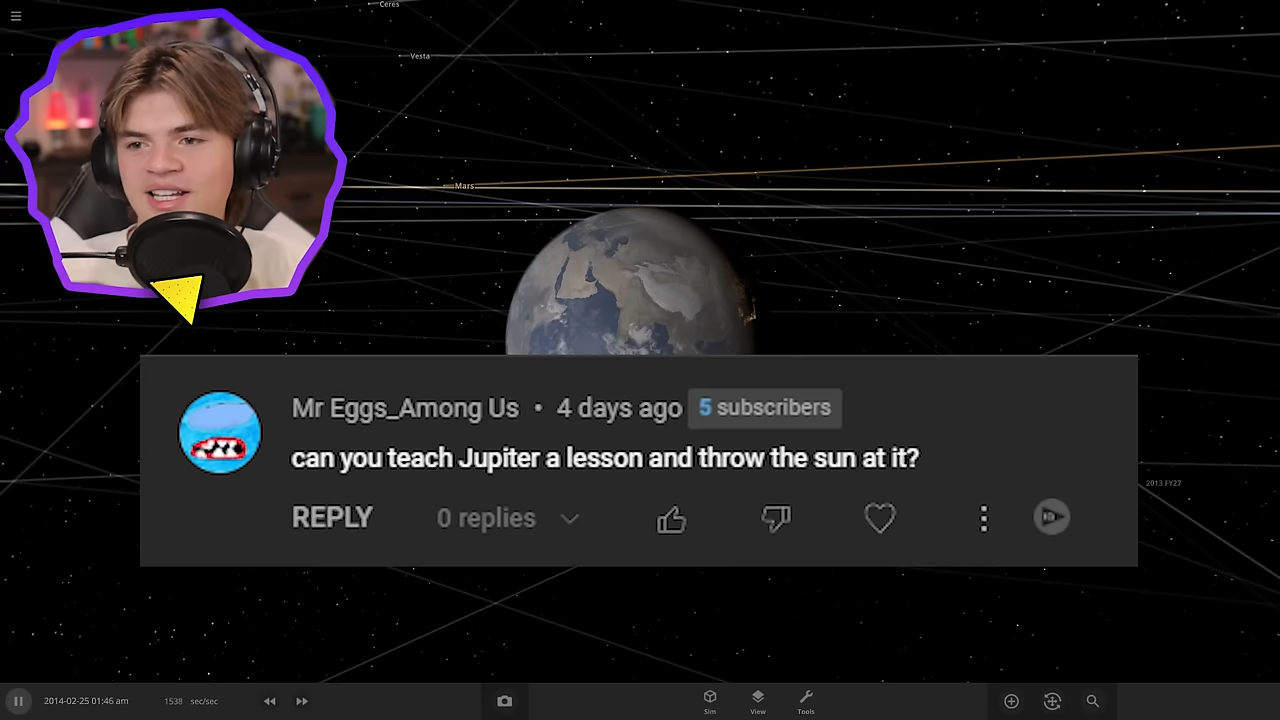 Ceres
Vesta
Mars
Mr Eggs_Among Us • 4 days ago 5 subscribers
can you teach Jupiter a lesson and throw the sun at it?
REPLY 0 replies
2013 FY27
2014-02-25 01:46 am 1538 sec/sec
Sim View Tools